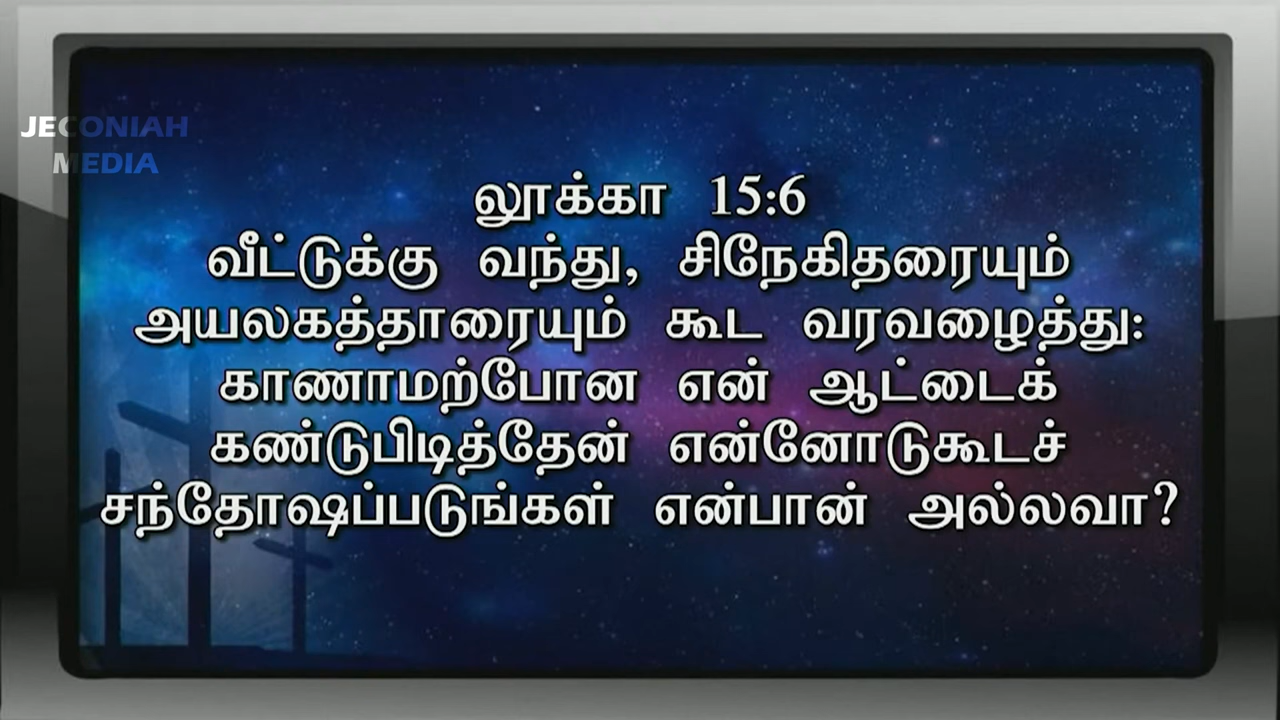 JECONIAH
MEDIA
லூக்கா 15:6
வீட்டுக்கு வந்து, சிநேகிதரையும்
அயலகத்தாரையும் கூட வரவழைத்து:
காணாமற்போன என் ஆட்டைக்
கண்டுபிடித்தேன் என்னோடுகூடச்
சந்தோஷப்படுங்கள் என்பான் அல்லவா?